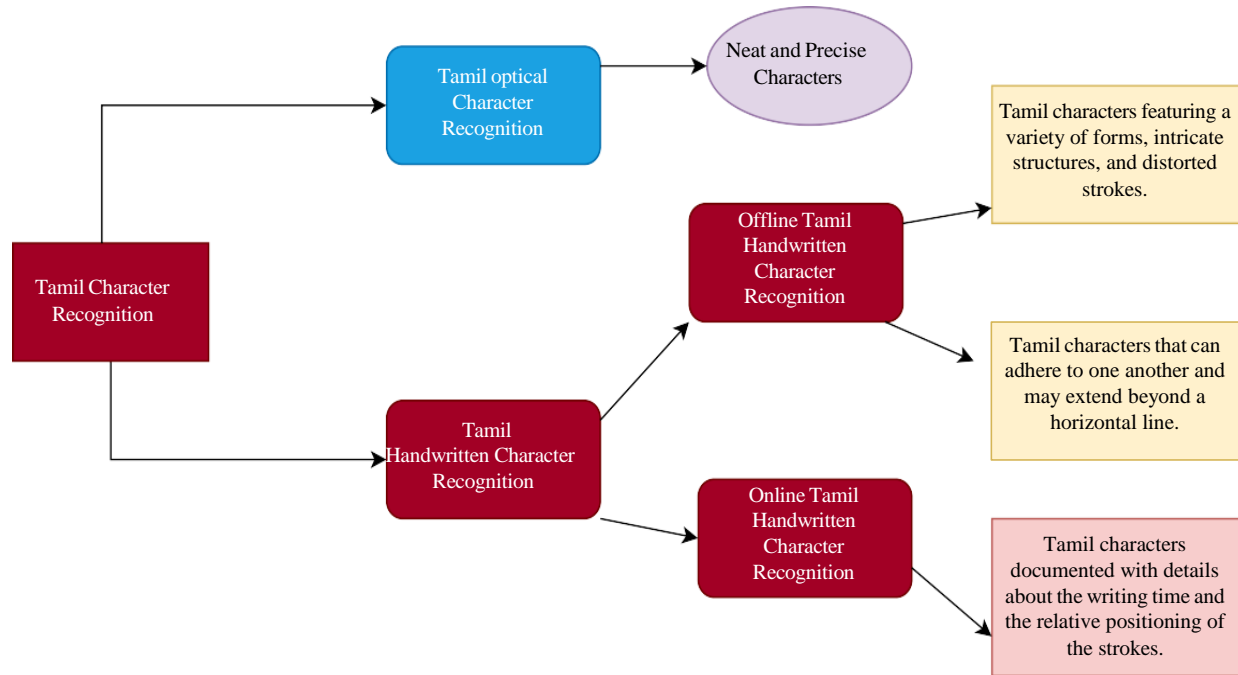 Neat and Precise
Characters
Tamil optical
Character
Recognition
Tamil characters featuring a
variety of forms, intricate
structures, and distorted
strokes.
Offline Tamil
Handwritten
Character
Recognition
Tamil Character
Recognition
Tamil characters that can
adhere to one another and
may extend beyond a
horizontal line.
Tamil
Handwritten Character
Recognition
Online Tamil
Handwritten
Character
Recognition
Tamil characters
documented with details
about the writing time and
the relative positioning of
the strokes.